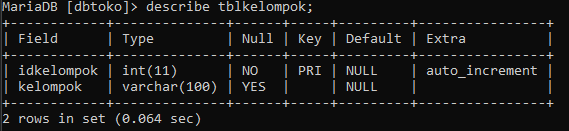 MariaDB [dbtoko]> describe tblkelompok;
+------------+--------------+------+-----+---------+----------------+
| Field      | Type         | Null | Key | Default | Extra          |
+------------+--------------+------+-----+---------+----------------+
| idkelompok | int(11)      | NO   | PRI | NULL    | auto_increment |
| kelompok   | varchar(100) | YES  |     | NULL    |                |
+------------+--------------+------+-----+---------+----------------+
2 rows in set (0.064 sec)